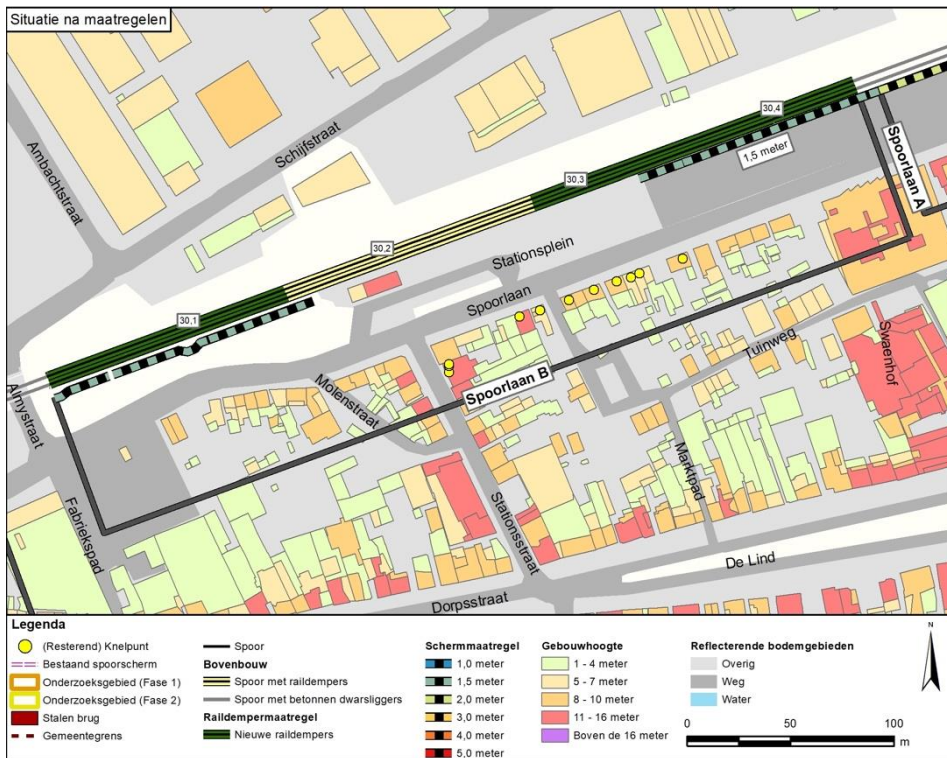 Situatie na maatregelen
30,4
1,5 meter
Spoorlaan A
Ambachtstraat
Schijfstraat
30,3
30,2
Stationsplein
30,1
Spoorlaan
Tuinweg
Swaenhof
Almystraat
Molenstraat
Spoorlaan B
Marktpad
Fabriekspad
Stationsstraat
De Lind
Dorpsstraat
Legenda
(Resterend) Knelpunt
Bestaand spoorscherm
Onderzoeksgebied (Fase 1)
Onderzoeksgebied (Fase 2)
Stalen brug
Gemeentegrens
Spoor
Bovenbouw
Spoor met raildempers
Spoor met betonnen dwarsliggers
Raildempermaatregel
Nieuwe raildempers
Schermmaatregel
1,0 meter
1,5 meter
2,0 meter
3,0 meter
4,0 meter
5,0 meter
Gebouwhoogte
1 - 4 meter
5 - 7 meter
8 - 10 meter
11 - 16 meter
Boven de 16 meter
Reflecterende bodemgebieden
Overig
Weg
Water
N
0 50 100
m